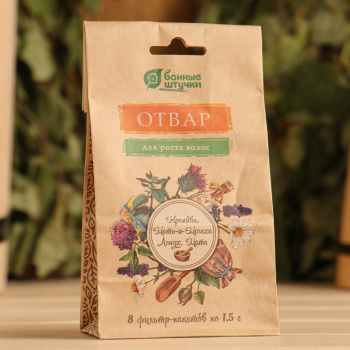 банные
штучки
ОТВАР
для роста волос
Крапива,
Мать-и-Мачеха
Лопух, Мята
8 фильтр-пакетов по 1,5 г